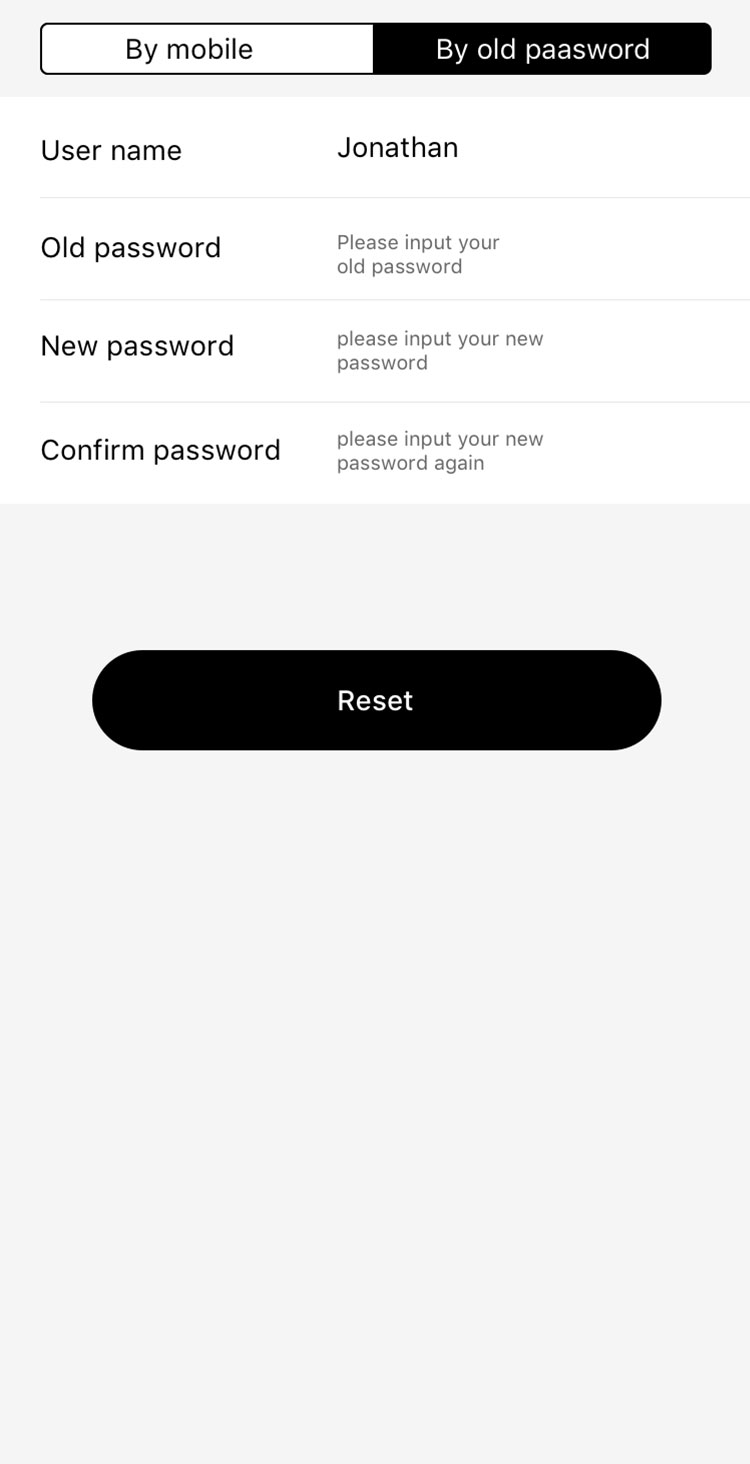 By mobile
By old paasword
User name
Jonathan
Old password
Please input your
old password
New password
please input your new
password
Confirm password
please input your new
password again
Reset